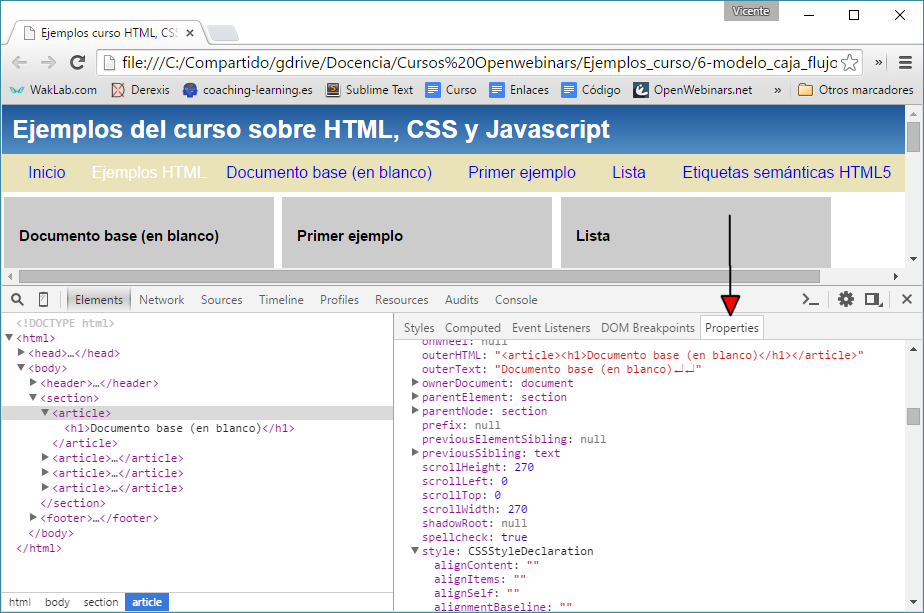 Vicente
Ejemplos curso HTML, CSS
file:///C:/Compartido/gdrive/Docencia/Cursos%20Openwebinars/Ejemplos_curso/6-modelo_caja_flujo
WakLab.com Derexis coaching-learning.es Sublime Text Curso Enlaces Código OpenWebinars.net » Otros marcadores
Ejemplos del curso sobre HTML, CSS y Javascript
Inicio Ejemplos HTML Documento base (en blanco) Primer ejemplo Lista Etiquetas semánticas HTML5
Documento base (en blanco) Primer ejemplo Lista
Elements Network Sources Timeline Profiles Resources Audits Console
<!DOCTYPE html>
<html>
<head>…</head>
<body>
<header>…</header>
<section>
<article>
<h1>Documento base (en blanco)</h1>
</article>
<article>…</article>
<article>…</article>
<article>…</article>
</section>
<footer>…</footer>
</body>
</html>
html body section article
Styles Computed Event Listeners DOM Breakpoints Properties
onwheel: null
outerHTML: "<article><h1>Documento base (en blanco)</h1></article>"
outerText: "Documento base (en blanco)↵↵"
ownerDocument: document
parentElement: section
parentNode: section
prefix: null
previousElementSibling: null
previousSibling: text
scrollHeight: 270
scrollLeft: 0
scrollTop: 0
scrollWidth: 270
shadowRoot: null
spellcheck: true
style: CSSStyleDeclaration
alignContent: ""
alignItems: ""
alignSelf: ""
alignmentBaseline: ""